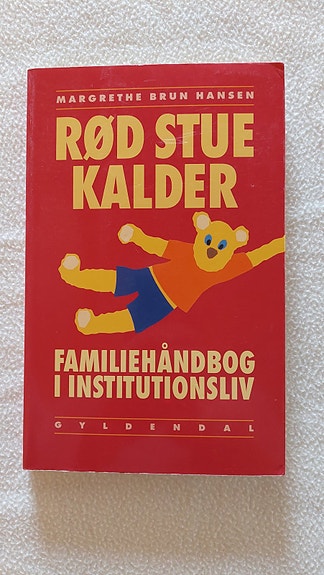 MARGRETHE BRUN HANSEN
RØD STUE
KALDER
FAMILIEHÅNDBOG
I INSTITUTIONSLIV
GYLDENDAL